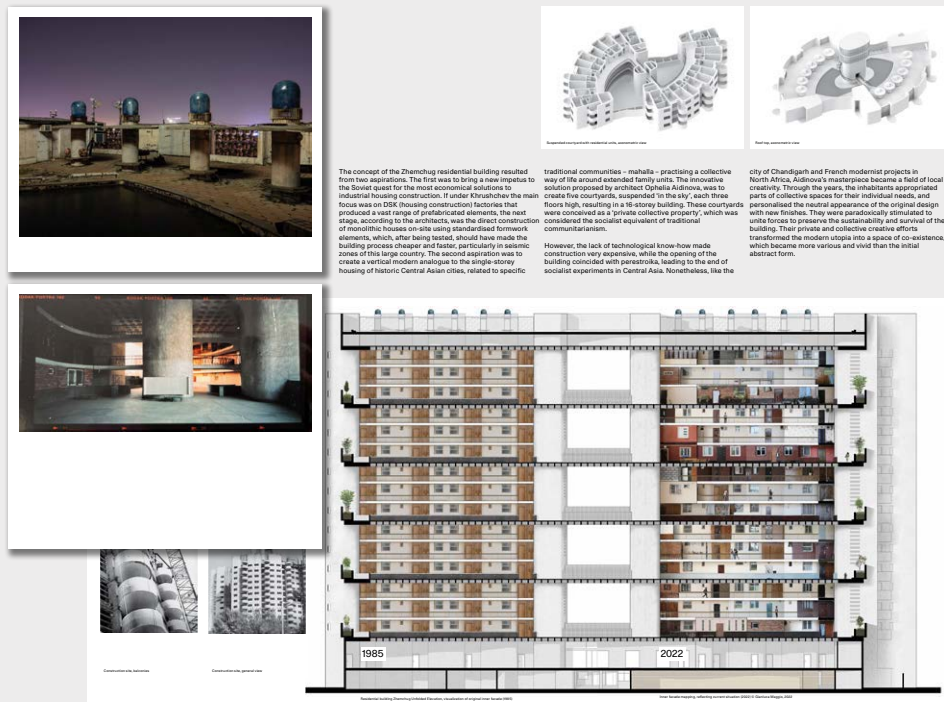 Suspended courtyard with residential units, axonometric view
Roof top, axonometric view
The concept of the Zhemchug residential building resulted
from two aspirations. The first was to bring a new impetus to
the Soviet quest for the most economical solutions to
industrial housing construction. If under Khrushchev the main
focus was on DSK (housing construction) factories that
produced a vast range of prefabricated elements, the next
stage, according to the architects, was the direct construction
of monolithic houses on-site using standardised formwork
elements, which, after being tested, should have made the
building process cheaper and faster, particularly in seismic
zones of this large country. The second aspiration was to
create a vertical modern analogue to the single-storey
housing of historic Central Asian cities, related to specific
traditional communities – mahalla – practising a collective
way of life around extended family units. The innovative
solution proposed by architect Ophelia Aidinova, was to
create five courtyards, suspended 'in the sky', each three
floors high, resulting in a 16-storey building. These courtyards
were conceived as a 'private collective property', which was
considered the socialist equivalent of traditional
communitarianism.
However, the lack of technological know-how made
construction very expensive, while the opening of the
building coincided with perestroika, leading to the end of
socialist experiments in Central Asia. Nonetheless, like the
city of Chandigarh and French modernist projects in
North Africa, Aidinova's masterpiece became a field of local
creativity. Through the years, the inhabitants appropriated
parts of collective spaces for their individual needs, and
personalised the neutral appearance of the original design
with new finishes. They were paradoxically stimulated to
unite forces to preserve the sustainability and survival of the
building. Their private and collective creative efforts
transformed the modern utopia into a space of co-existence,
which became more various and vivid than the initial
abstract form.
1985
2022
Construction site, balconies
Construction site, general view
Residential building Zhemchug Unfolded Elevation, visualisation of original inner facade (1985)